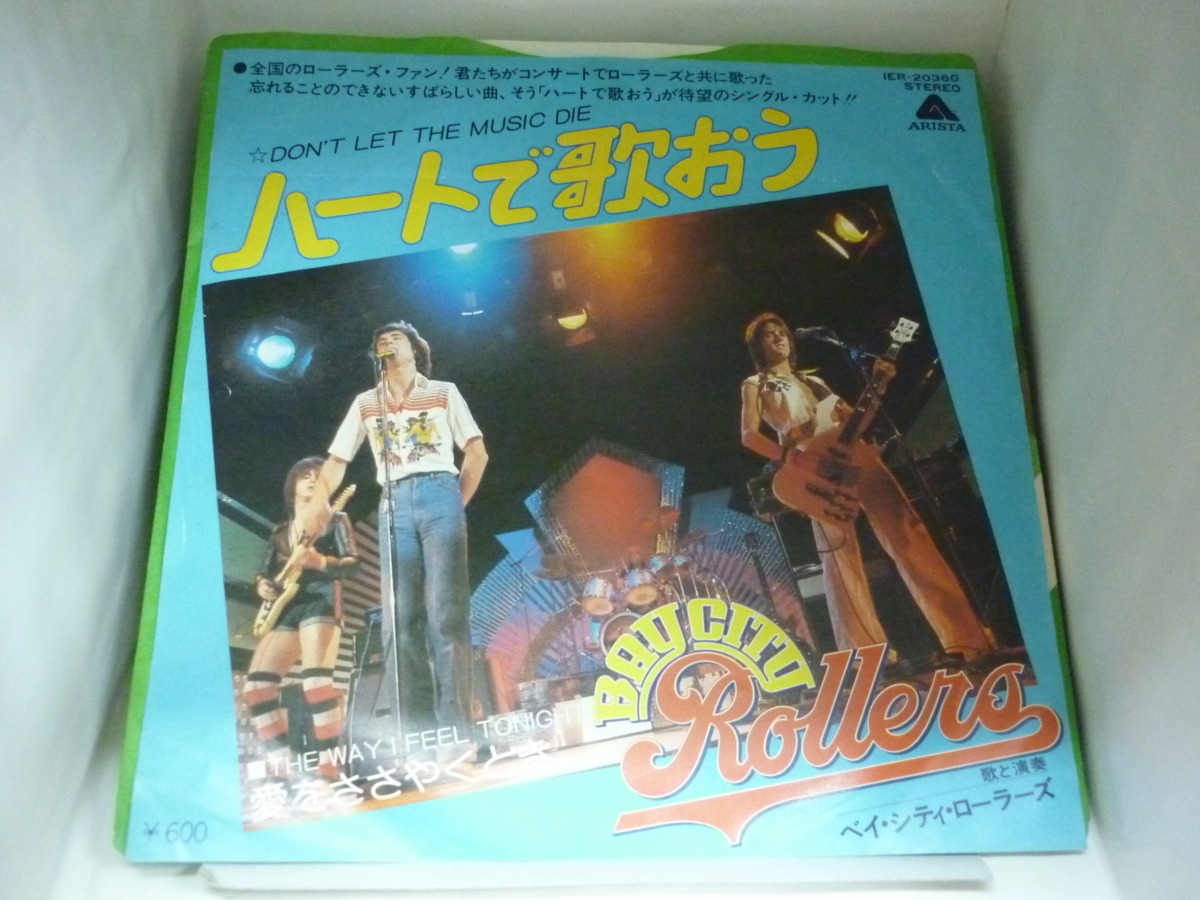 ●全国のローラーズ・ファン!君たちがコンサートでローラーズと共に歌った
忘れることのできないすばらしい曲、そう「ハートで歌おう」が待望のシングル・カット!!
IER-20360
STEREO
ARISTA
☆DON'T LET THE MUSIC DIE
ハートで歌おう
BAY CITY
Rollers
■THE WAY I FEEL TONIGHT
愛をささやくとき
歌と演奏
ベイ・シティ・ローラーズ
¥600